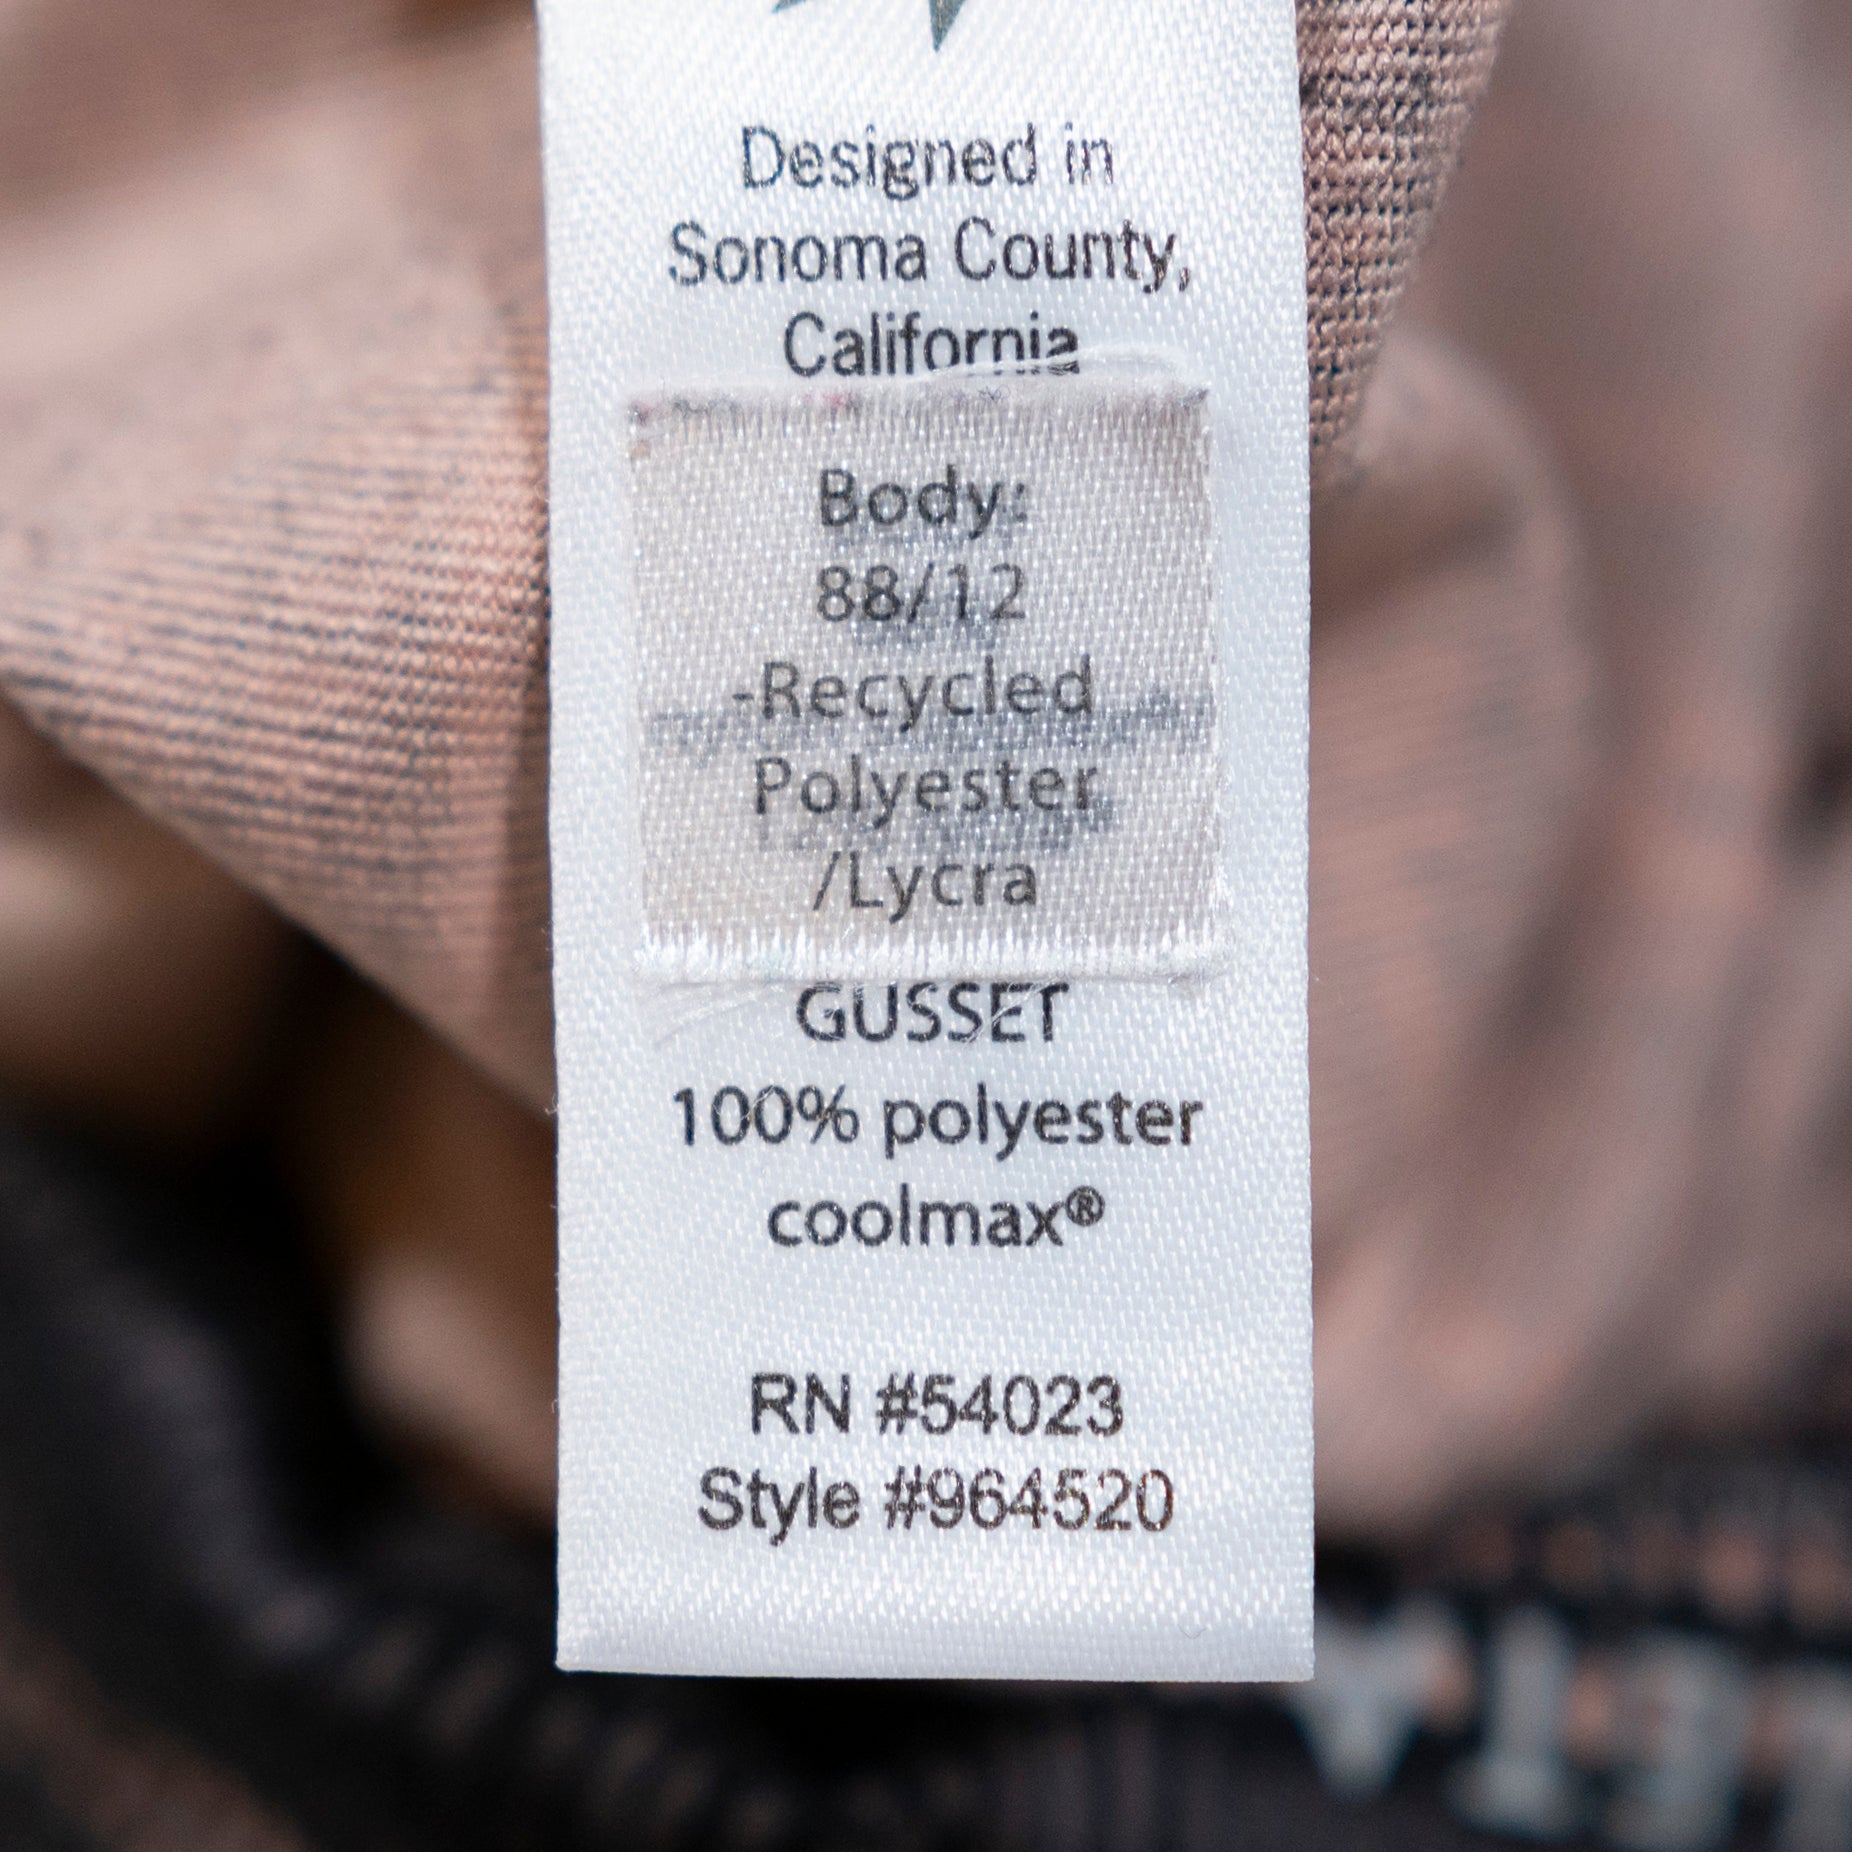 Designed in
Sonoma County,
California
Body:
88/12
-Recycled
Polyester
/Lycra
GUSSET
100% polyester
coolmax®
RN #54023
Style #964520